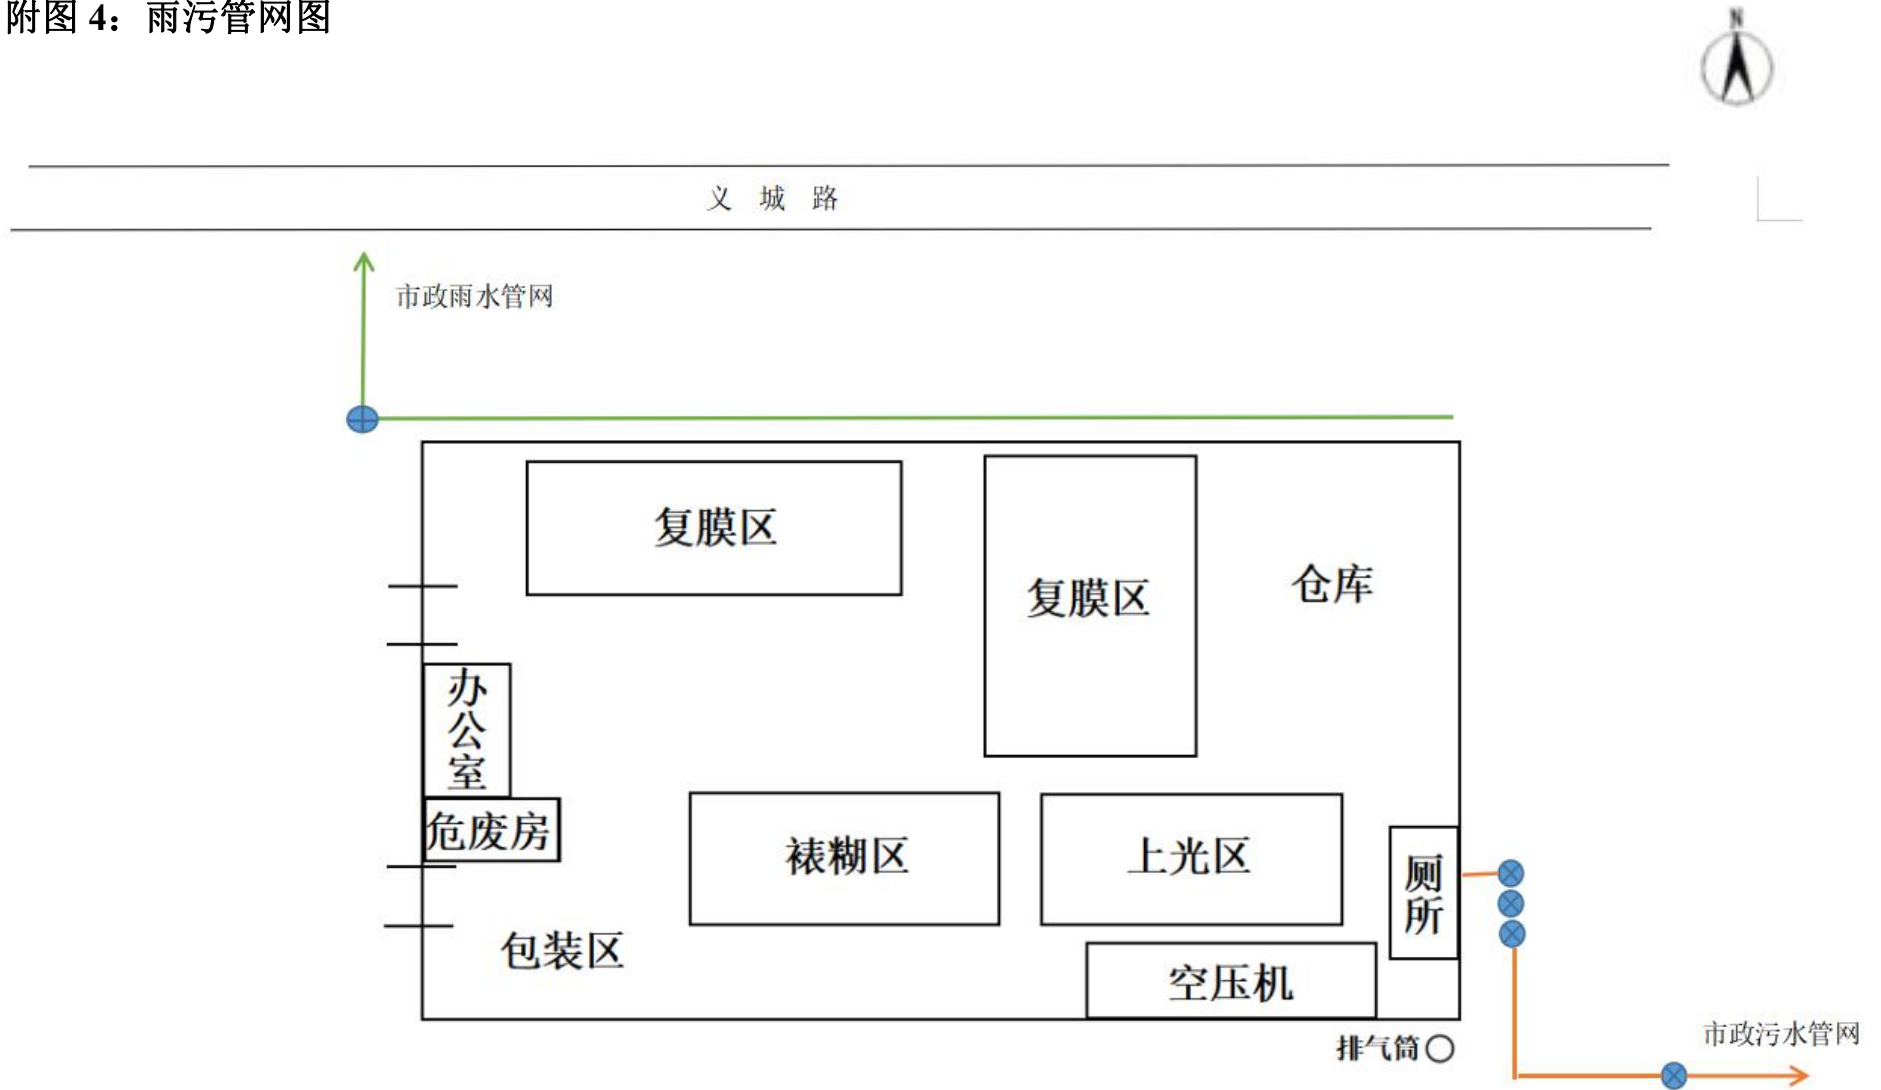 附图 4：雨污管网图
N
义 城 路
市政雨水管网
复膜区
复膜区
仓库
办公室
危废房
裱糊区
上光区
厕所
包装区
空压机
排气筒
市政污水管网